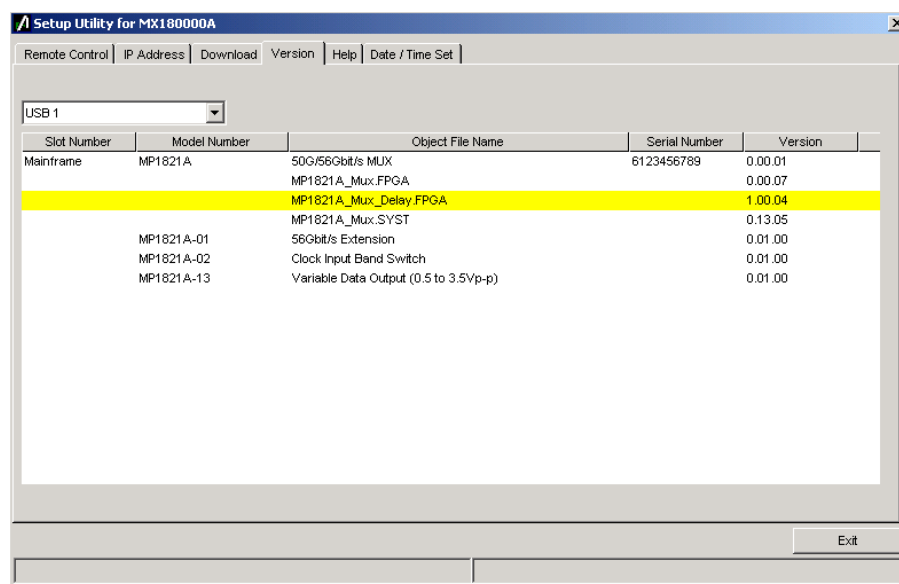 Setup Utility for MX180000A
Remote Control IP Address Download Version Help Date / Time Set
USB 1
Slot Number Model Number Object File Name Serial Number Version
Mainframe MP1821A 50G/56Gbit/s MUX 6123456789 0.00.01
MP1821A_Mux.FPGA 0.00.07
MP1821A_Mux_Delay.FPGA 1.00.04
MP1821A_Mux.SYST 0.13.05
MP1821A-01 56Gbit/s Extension 0.01.00
MP1821A-02 Clock Input Band Switch 0.01.00
MP1821A-13 Variable Data Output (0.5 to 3.5Vp-p) 0.01.00
Exit